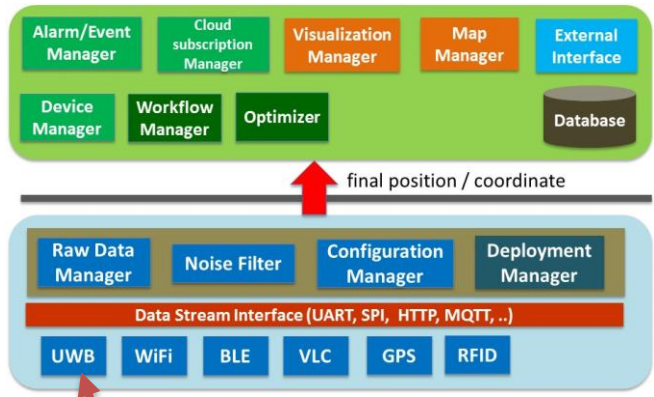 Alarm/Event
Manager
Cloud
subscription
Manager
Visualization
Manager
Map
Manager
External
Interface
Device
Manager
Workflow
Manager
Optimizer
Database
final position / coordinate
Raw Data
Manager
Noise Filter
Configuration
Manager
Deployment
Manager
Data Stream Interface (UART, SPI, HTTP, MQTT, ..)
UWB
WiFi
BLE
VLC
GPS
RFID